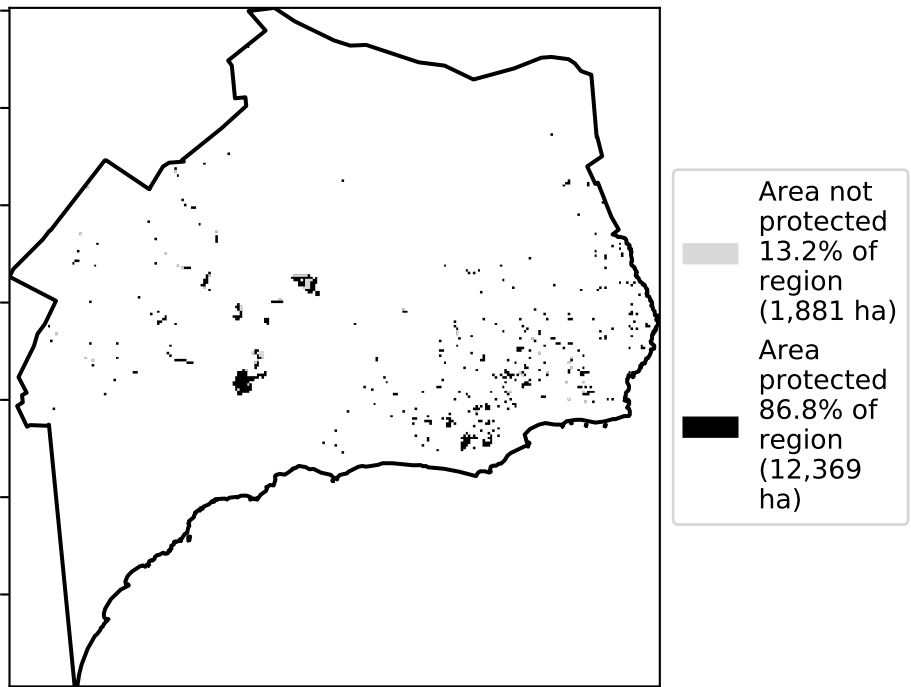 Area not
protected
13.2% of
region
(1,881 ha)
Area
protected
86.8% of
region
(12,369
ha)